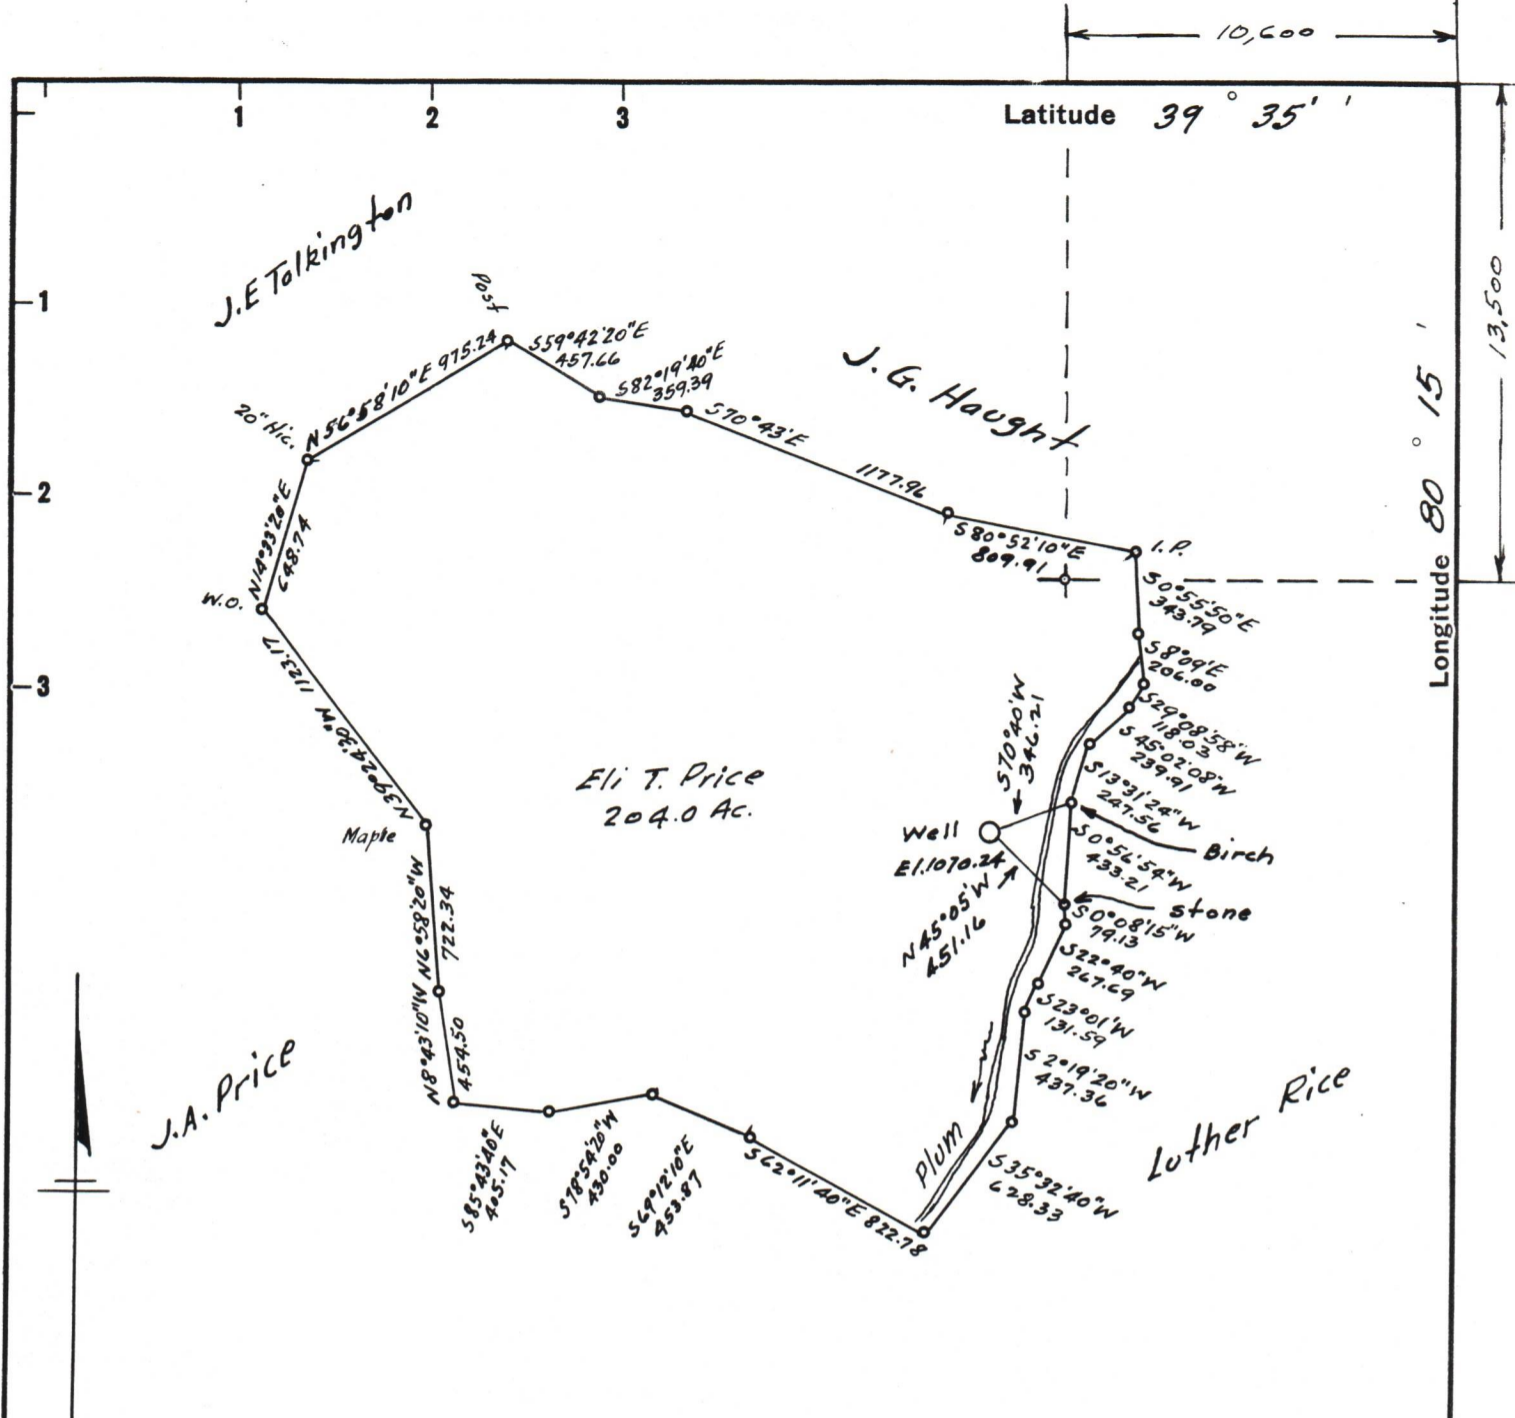 10,600
1 2 3
Latitude 39° 35' '
13,500
1
2
3
Longitude 80° 15' '
J.E Talkington
Post
N56°58'10"E 975.24
S59°42'20"E
457.66
S82°19'40"E
359.39
J. G. Haught
S70°43'E
1177.96
S80°52'10"E
809.91
I.P.
20" Hic.
N14°33'20"E
648.74
W.O.
N39°24'30"W 1123.17
Maple
N6°58'20"W
722.34
N8°43'10"W
454.50
J.A. Price
Eli T. Price
204.0 Ac.
S0°55'50"E
343.79
S8°09'E
206.00
S29°08'58"W
118.03
S45°02'08"W
239.91
S13°31'24"W
247.56
Birch
S70°40'W
346.21
Well
El.1070.24
N45°05'W
451.16
S0°56'54"W
433.21
Stone
S0°08'15"W
79.13
S22°40"W
267.69
S23°01'W
131.59
S2°19'20"W
437.36
Luther Rice
S35°32'40"W
628.33
Plum
S85°43'40"E
405.17
S78°54'20"W
430.00
S69°12'10"E
453.87
S62°11'40"E 822.78